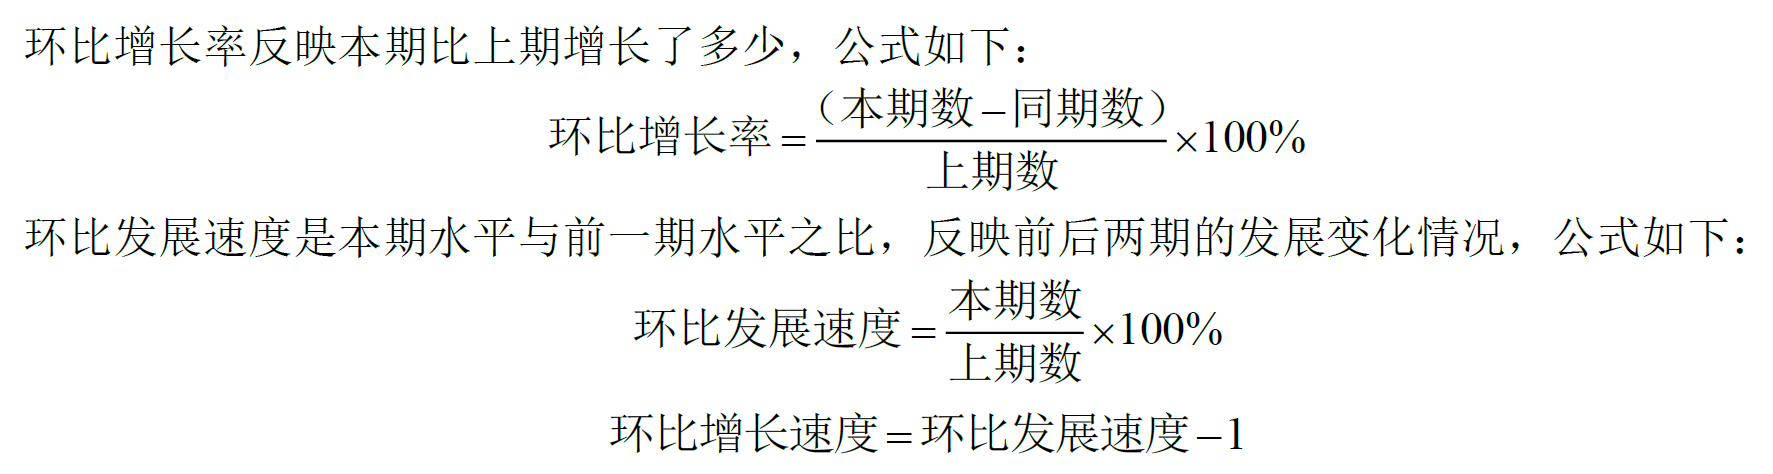 环比增长率反映本期比上期增长了多少，公式如下：
环比增长率=(本期数-同期数)/上期数×100%
环比发展速度是本期水平与前一期水平之比，反映前后两期的发展变化情况，公式如下：
环比发展速度=本期数/上期数×100%
环比增长速度=环比发展速度-1